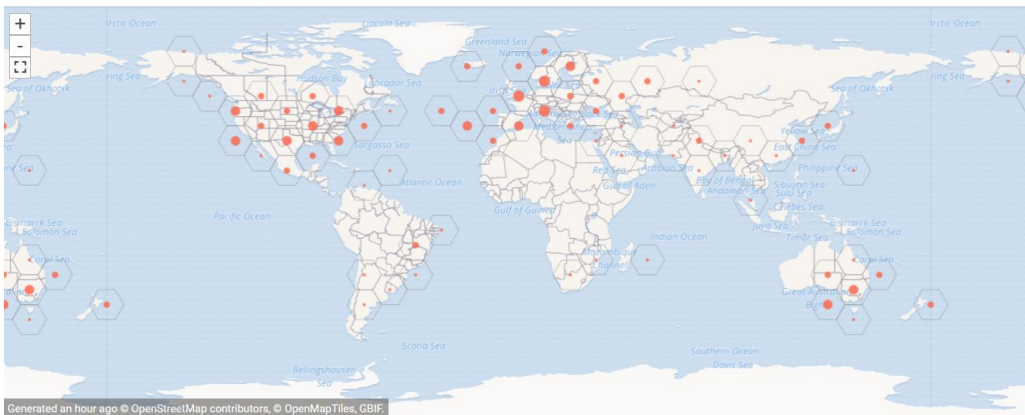 +
-
Arctic Ocean
Lincoln Sea
Arctic Ocean
Greenland Sea
Norwegian Sea
Hudson Bay
Labrador Sea
Sea of Okhotsk
Sea of Okhotsk
Sargasso Sea
Mediterranean
Sea
Yellow Sea
East China Sea
Persian Gulf
Red Sea
Arabian Sea
Philippine Sea
Atlantic Ocean
Gulf of Aden
Bay of Bengal
Andaman Sea
Sibuyan Sea
Sulu Sea
Celebes Sea
Pacific Ocean
Gulf of Guinea
Java Sea
Bismarck Sea
Solomon Sea
Bismarck Sea
Solomon Sea
Indian Ocean
Timor Sea
Mozambique
Channel
Coral Sea
Coral Sea
Great Australian
Bight
Scotia Sea
Southern Ocean
Davis Sea
Bellingshausen
Sea
Generated an hour ago © OpenStreetMap contributors, © OpenMapTiles, GBIF.